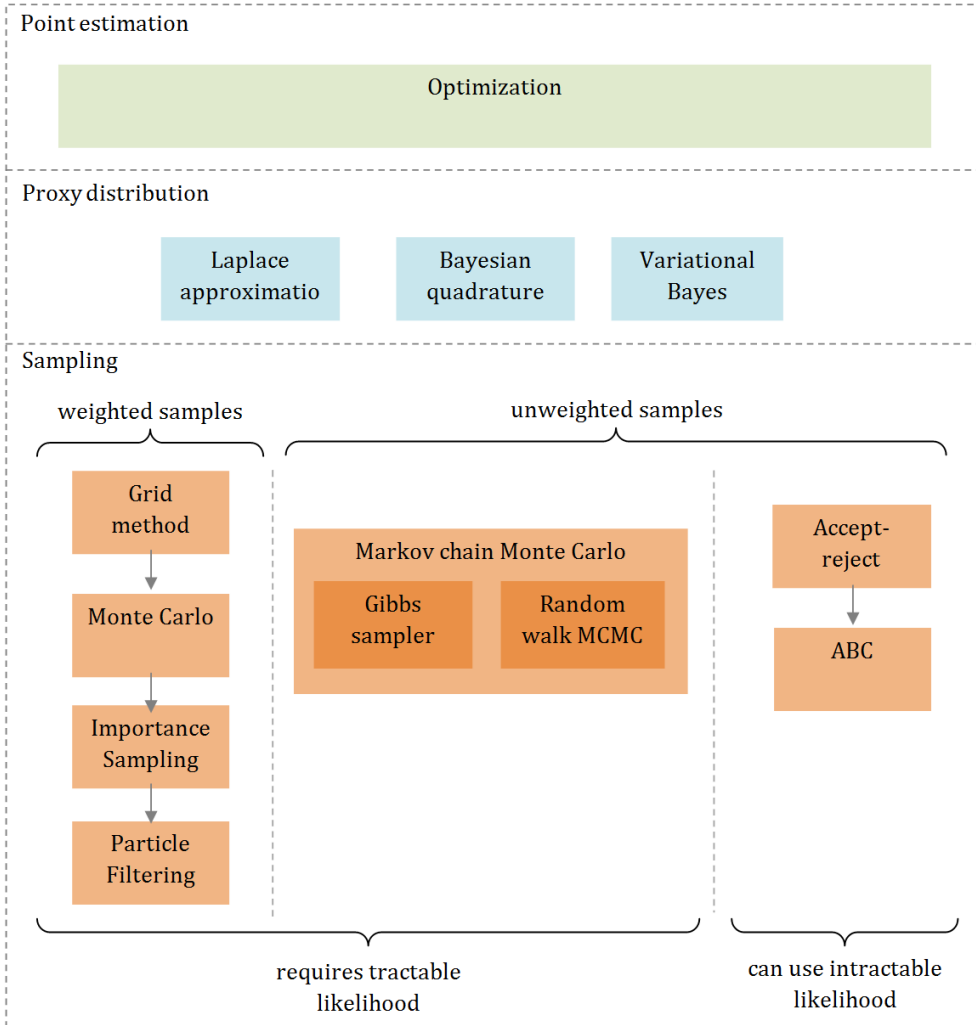 Point estimation
Optimization
Proxy distribution
Laplace
approximatio
Bayesian
quadrature
Variational
Bayes
Sampling
weighted samples
unweighted samples
Grid
method
Monte Carlo
Importance
Sampling
Particle
Filtering
Markov chain Monte Carlo
Gibbs
sampler
Random
walk MCMC
Accept-
reject
ABC
requires tractable
likelihood
can use intractable
likelihood